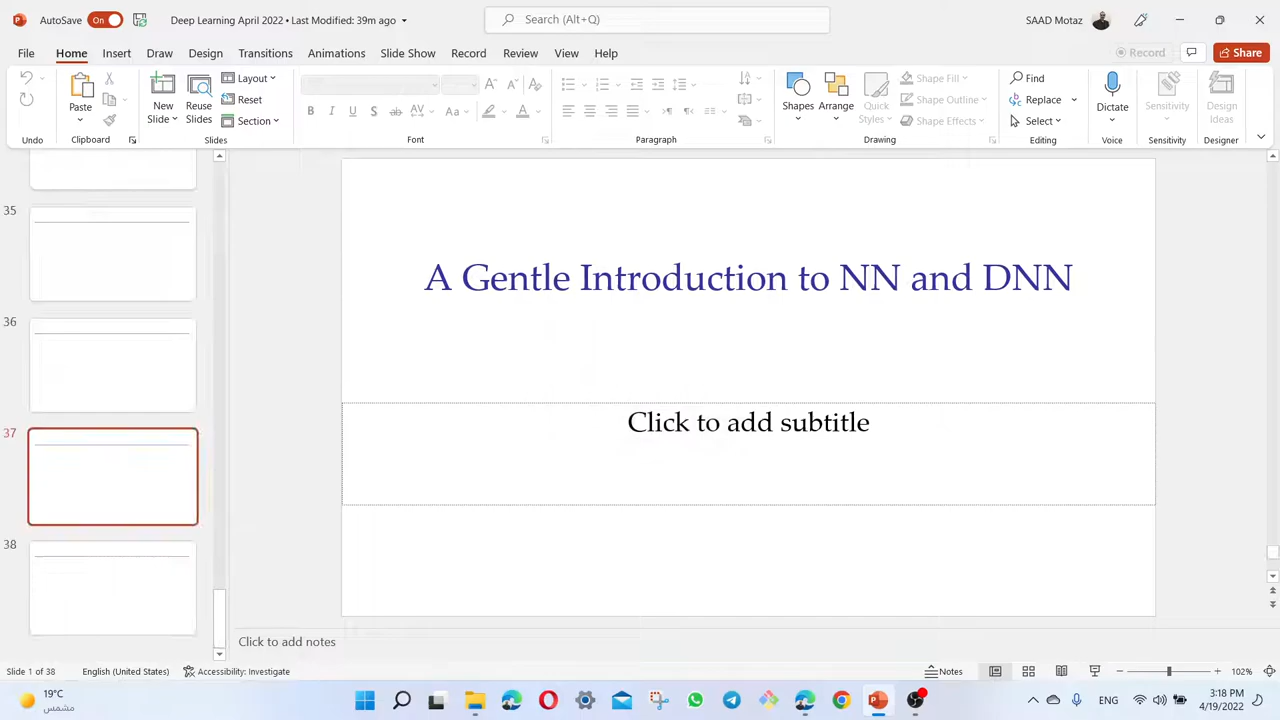 AutoSave On Deep Learning April 2022 • Last Modified: 39m ago Search (Alt+Q) SAAD Motaz
File Home Insert Draw Design Transitions Animations Slide Show Record Review View Help Record Share
Undo
Paste
Clipboard
New Slide
Reuse Slides
Layout
Reset
Section
Slides
B I U S ab AV Aa A
Font
Paragraph
Shapes
Arrange
Quick Styles
Shape Fill
Shape Outline
Shape Effects
Drawing
Find
Replace
Select
Editing
Dictate
Voice
Sensitivity
Sensitivity
Design Ideas
Designer
35
36
37
38
A Gentle Introduction to NN and DNN
Click to add subtitle
Click to add notes
Slide 1 of 38 English (United States) Accessibility: Investigate Notes 102%
19°C
مشمس
ENG
3:18 PM
4/19/2022